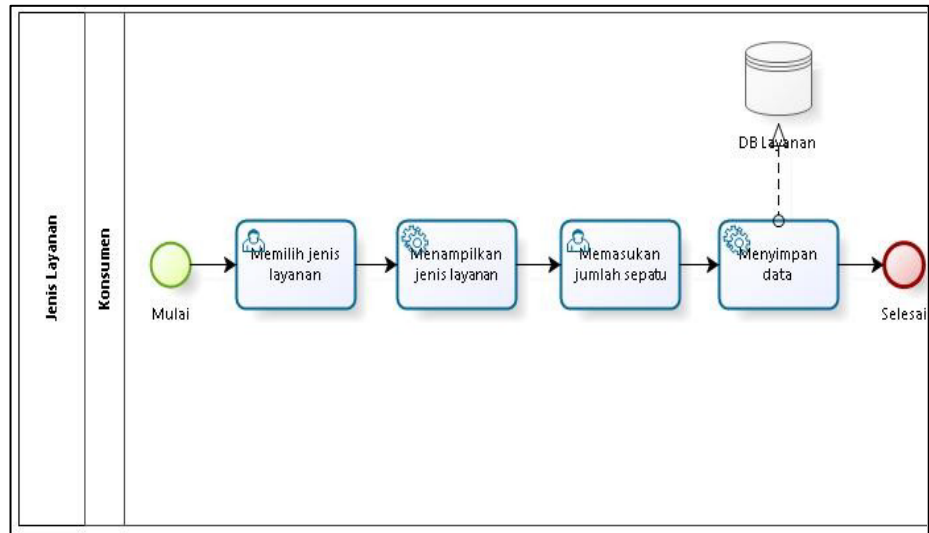 Jenis Layanan
Konsumen
Mulai
Memilih jenis
layanan
Menampilkan
jenis layanan
Memasukan
jumlah sepatu
Menyimpan
data
DB Layanan
Selesai